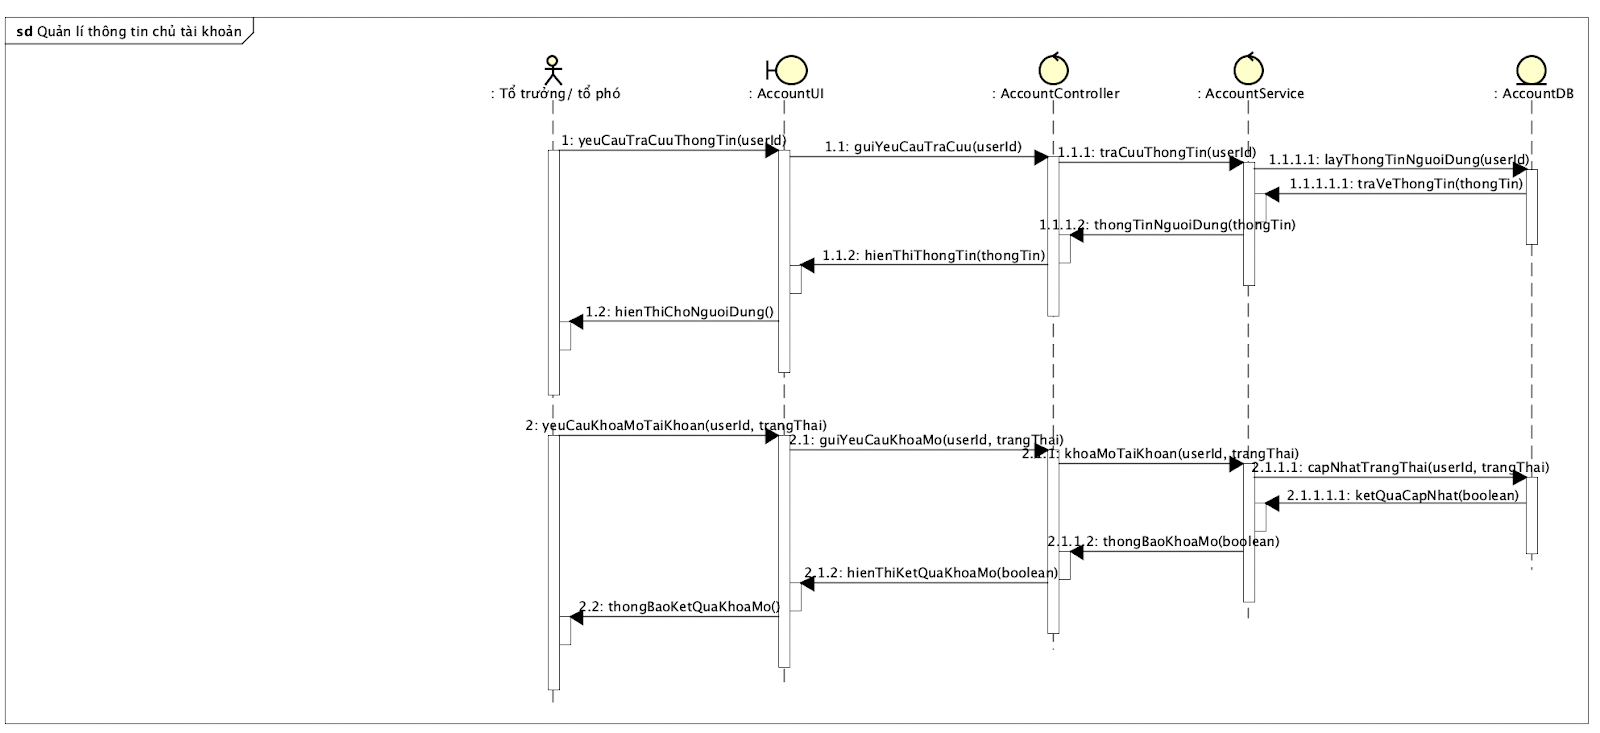 sd Quản lí thông tin chủ tài khoản
: Tổ trưởng/ tổ phó
: AccountUI
: AccountController
: AccountService
: AccountDB
1: yeuCauTraCuuThongTin(userId)
1.1: guiYeuCauTraCuu(userId)
1.1.1: traCuuThongTin(userId)
1.1.1.1: layThongTinNguoiDung(userId)
1.1.1.1.1: traVeThongTin(thongTin)
1.1.1.2: thongTinNguoiDung(thongTin)
1.1.2: hienThiThongTin(thongTin)
1.2: hienThiChoNguoiDung()
2: yeuCauKhoaMoTaiKhoan(userId, trangThai)
2.1: guiYeuCauKhoaMo(userId, trangThai)
2.1.1: khoaMoTaiKhoan(userId, trangThai)
2.1.1.1: capNhatTrangThai(userId, trangThai)
2.1.1.1.1: ketQuaCapNhat(boolean)
2.1.1.2: thongBaoKhoaMo(boolean)
2.1.2: hienThiKetQuaKhoaMo(boolean)
2.2: thongBaoKetQuaKhoaMo()